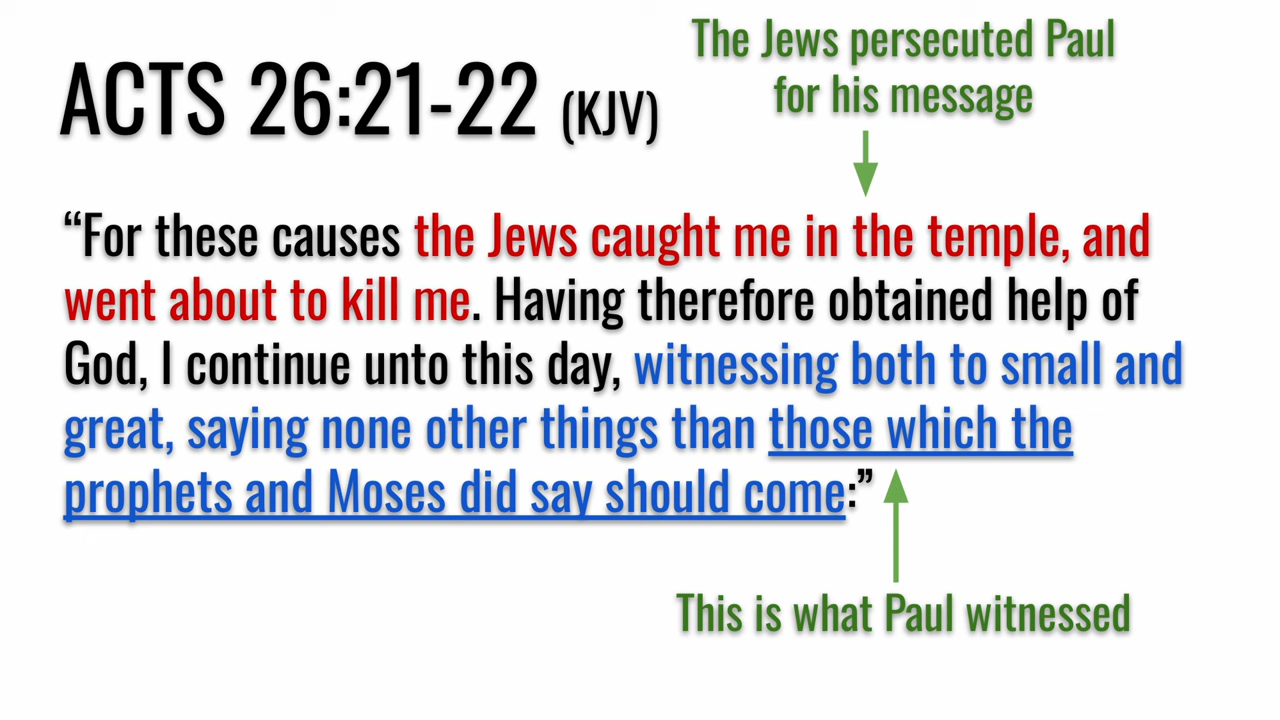 The Jews persecuted Paul
for his message
ACTS 26:21-22 (KJV)
“For these causes the Jews caught me in the temple, and
went about to kill me. Having therefore obtained help of
God, I continue unto this day, witnessing both to small and
great, saying none other things than those which the
prophets and Moses did say should come:”
This is what Paul witnessed